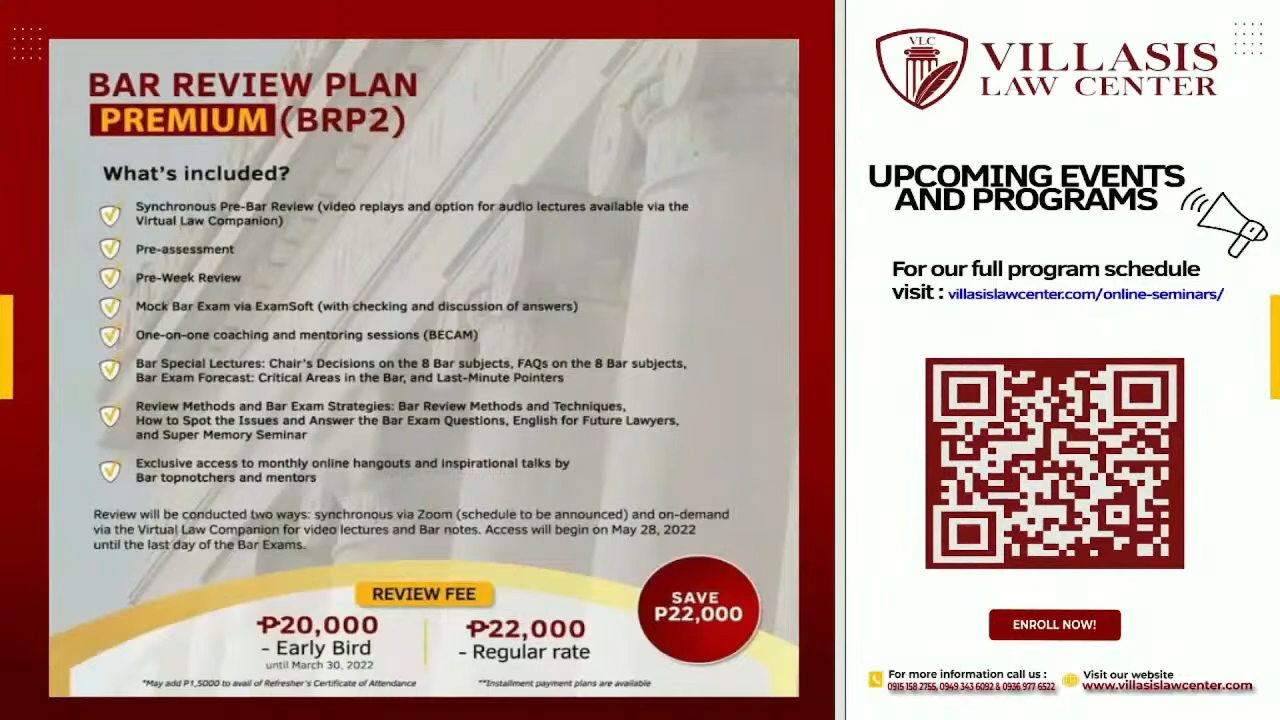 BAR REVIEW PLAN
PREMIUM (BRP2)
What's included?
Synchronous Pre-Bar Review (video replays and option for audio lectures available via the
Virtual Law Companion)
Pre-assessment
Pre-Week Review
Mock Bar Exam via ExamSoft (with checking and discussion of answers)
One-on-one coaching and mentoring sessions (BECAM)
Bar Special Lectures: Chair's Decisions on the 8 Bar subjects, FAQs on the 8 Bar subjects,
Bar Exam Forecast: Critical Areas in the Bar, and Last-Minute Pointers
Review Methods and Bar Exam Strategies: Bar Review Methods and Techniques,
How to Spot the Issues and Answer the Bar Exam Questions, English for Future Lawyers,
and Super Memory Seminar
Exclusive access to monthly online hangouts and inspirational talks by
Bar topnotchers and mentors
Review will be conducted two ways: synchronous via Zoom (schedule to be announced) and on-demand
via the Virtual Law Companion for video lectures and Bar notes. Access will begin on May 28, 2022
until the last day of the Bar Exams.
REVIEW FEE
₱20,000
- Early Bird
until March 30, 2022
₱22,000
- Regular rate
SAVE
P22,000
*May add P1,5000 to avail of Refresher's Certificate of Attendance
**Installment payment plans are available
VLC
VILLASIS
LAW CENTER
UPCOMING EVENTS
AND PROGRAMS
For our full program schedule
visit : villasislawcenter.com/online-seminars/
ENROLL NOW!
For more information call us :
0915 158 2755, 0949 343 6092 & 0936 977 6522
Visit our website
www.villasislawcenter.com